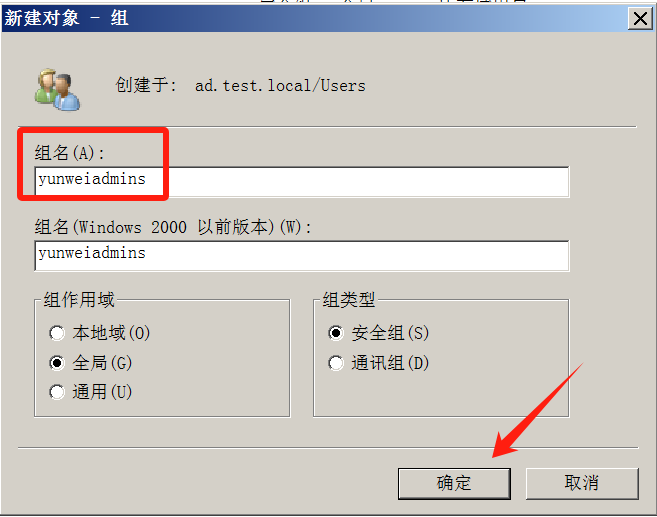 新建对象 - 组
创建于: ad.test.local/Users
组名(A):
yunweiadmins
组名(Windows 2000 以前版本)(W):
yunweiadmins
组作用域
本地域(O)
全局(G)
通用(U)
组类型
安全组(S)
通讯组(D)
确定
取消